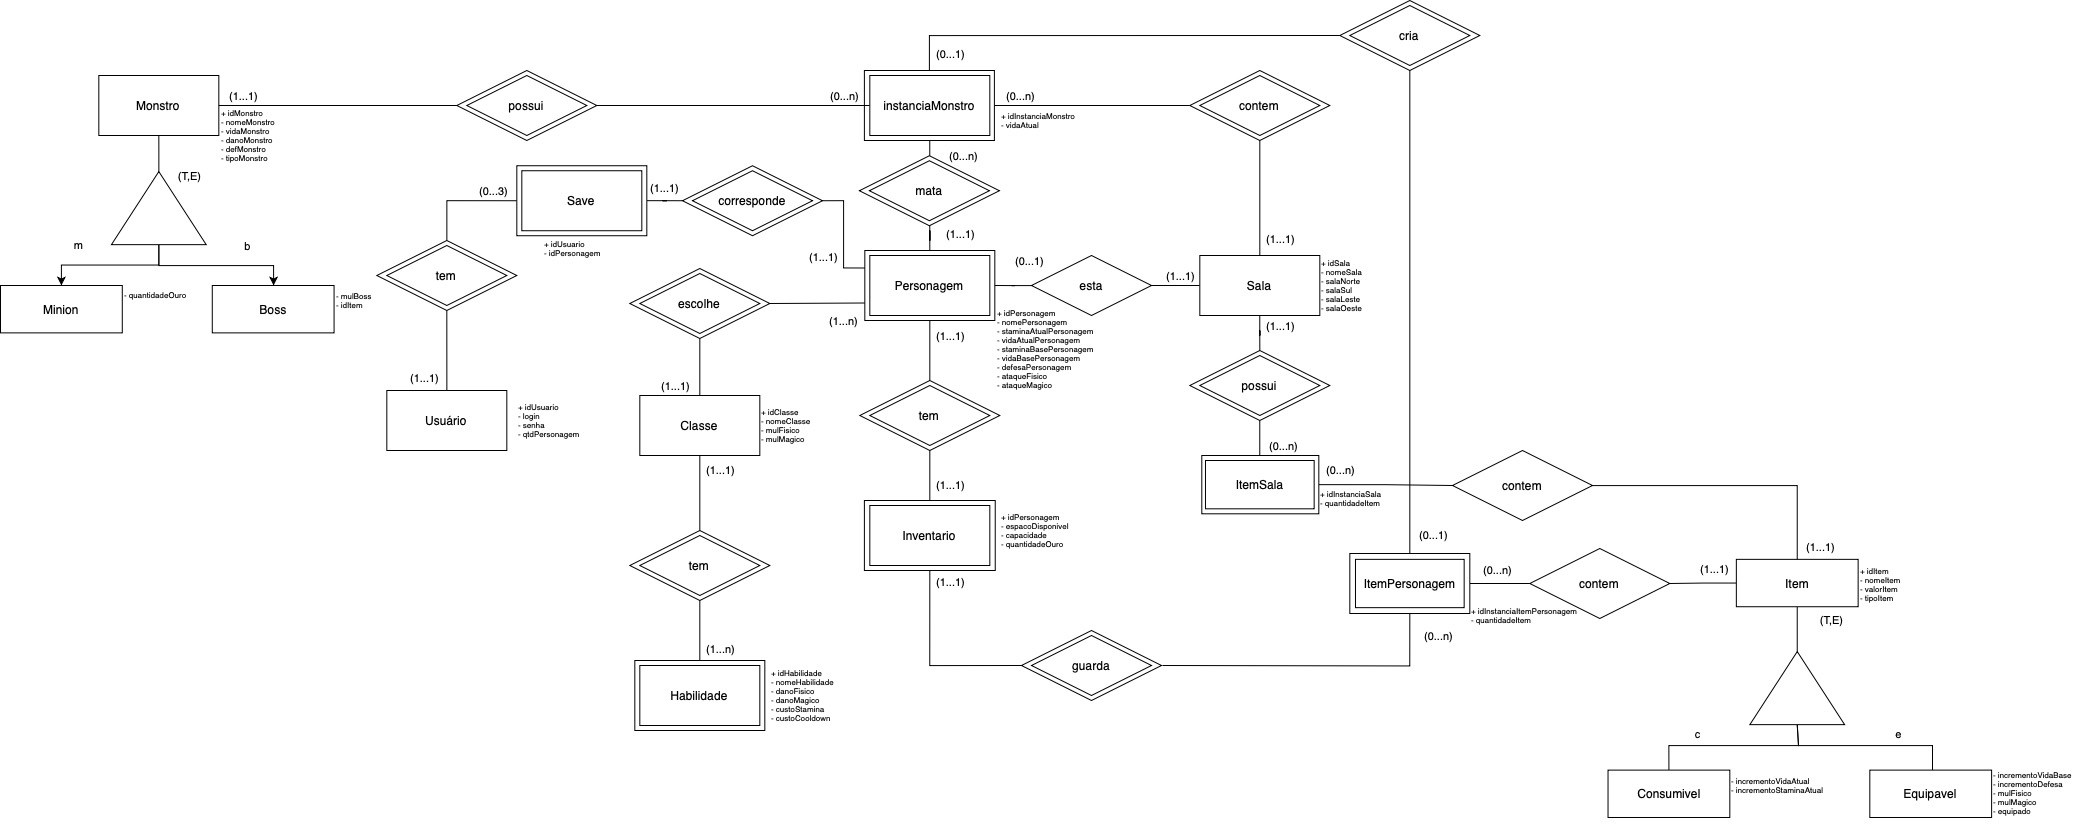 cria
(0...1)
Monstro
(1...1)
possui
(0...n)
instanciaMonstro
(0...n)
contem
+ idMonstro
- nomeMonstro
- vidaMonstro
- danoMonstro
- defMonstro
- tipoMonstro
+ idInstanciaMonstro
- vidaAtual
(0...n)
(T,E)
m
b
Minion
- quantidadeOuro
Boss
- mulBoss
- idItem
(0...3)
Save
(1...1)
corresponde
+ idUsuario
- idPersonagem
(1...1)
mata
(1...1)
tem
(1...1)
Usuário
+ idUsuario
- login
- senha
- qtdPersonagem
escolhe
(1...n)
Personagem
(0...1)
esta
(1...1)
(1...1)
Sala
+ idSala
- nomeSala
- salaNorte
- salaSul
- salaLeste
- salaOeste
+ idPersonagem
- nomePersonagem
- staminaAtualPersonagem
- vidaAtualPersonagem
- staminaBasePersonagem
- vidaBasePersonagem
- defesaPersonagem
- ataqueFisico
- ataqueMagico
(1...1)
(1...1)
(1...1)
Classe
+ idClasse
- nomeClasse
- mulFisico
- mulMagico
(1...1)
tem
possui
(0...n)
ItemSala
(0...n)
contem
+ idInstanciaSala
- quantidadeItem
(1...1)
Inventario
+ idPersonagem
- espacoDisponivel
- capacidade
- quantidadeOuro
(1...1)
tem
(1...n)
Habilidade
+ idHabilidade
- nomeHabilidade
- danoFisico
- danoMagico
- custoStamina
- custoCooldown
guarda
(0...1)
ItemPersonagem
(0...n)
contem
(1...1)
(1...1)
Item
+ idItem
- nomeItem
- valorItem
- tipoItem
+ idInstanciaItemPersonagem
- quantidadeItem
(0...n)
(T,E)
c
e
Consumivel
- incrementoVidaAtual
- incrementoStaminaAtual
Equipavel
- incrementoVidaBase
- incrementoDefesa
- mulFisico
- mulMagico
- equipado